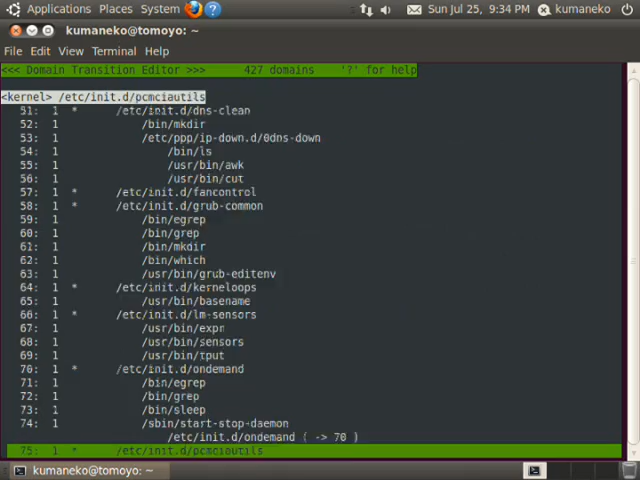 Applications Places System Sun Jul 25, 9:34 PM kumaneko
kumaneko@tomoyo: ~
File Edit View Terminal Help
<<< Domain Transition Editor >>> 427 domains '?' for help
<kernel> /etc/init.d/pcmciautils
51: 1 * /etc/init.d/dns-clean
52: 1 /bin/mkdir
53: 1 /etc/ppp/ip-down.d/0dns-down
54: 1 /bin/ls
55: 1 /usr/bin/awk
56: 1 /usr/bin/cut
57: 1 * /etc/init.d/fancontrol
58: 1 * /etc/init.d/grub-common
59: 1 /bin/egrep
60: 1 /bin/grep
61: 1 /bin/mkdir
62: 1 /bin/which
63: 1 /usr/bin/grub-editenv
64: 1 * /etc/init.d/kerneloops
65: 1 /usr/bin/basename
66: 1 * /etc/init.d/lm-sensors
67: 1 /usr/bin/expr
68: 1 /usr/bin/sensors
69: 1 /usr/bin/tput
70: 1 * /etc/init.d/ondemand
71: 1 /bin/egrep
72: 1 /bin/grep
73: 1 /bin/sleep
74: 1 /sbin/start-stop-daemon
/etc/init.d/ondemand ( -> 70 )
75: 1 * /etc/init.d/pcmciautils
kumaneko@tomoyo: ~